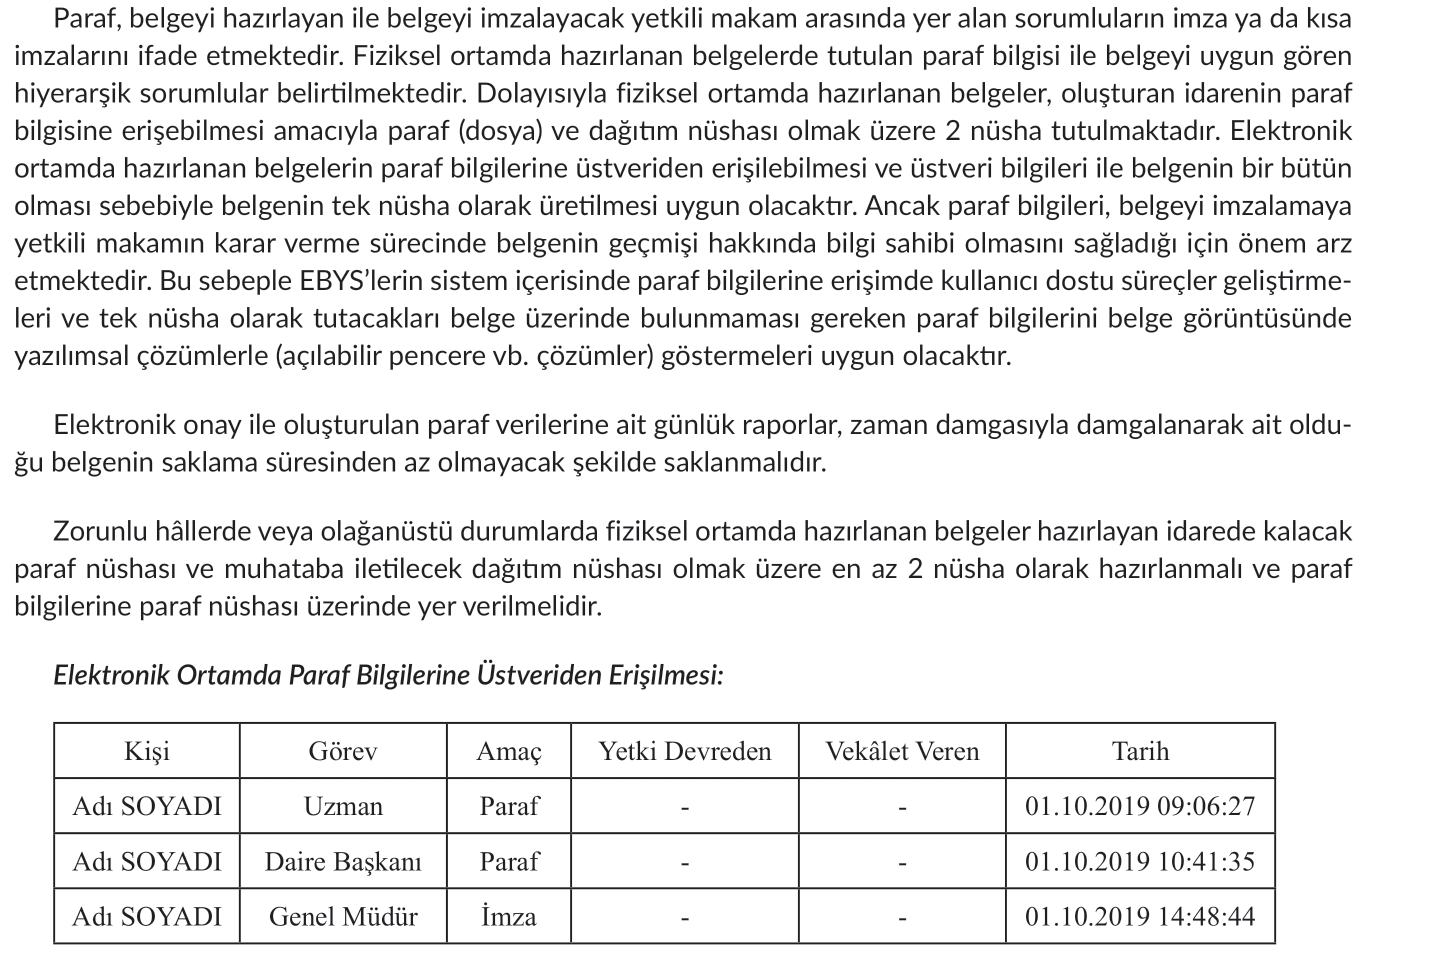 Paraf, belgeyi hazırlayan ile belgeyi imzalayacak yetkili makam arasında yer alan sorumluların imza ya da kısa
imzalarını ifade etmektedir. Fiziksel ortamda hazırlanan belgelerde tutulan paraf bilgisi ile belgeyi uygun gören
hiyerarşik sorumlular belirtilmektedir. Dolayısıyla fiziksel ortamda hazırlanan belgeler, oluşturan idarenin paraf
bilgisine erişebilmesi amacıyla paraf (dosya) ve dağıtım nüshası olmak üzere 2 nüsha tutulmaktadır. Elektronik
ortamda hazırlanan belgelerin paraf bilgilerine üstveriden erişilebilmesi ve üstveri bilgileri ile belgenin bir bütün
olması sebebiyle belgenin tek nüsha olarak üretilmesi uygun olacaktır. Ancak paraf bilgileri, belgeyi imzalamaya
yetkili makamın karar verme sürecinde belgenin geçmişi hakkında bilgi sahibi olmasını sağladığı için önem arz
etmektedir. Bu sebeple EBYS’lerin sistem içerisinde paraf bilgilerine erişimde kullanıcı dostu süreçler geliştirme-
leri ve tek nüsha olarak tutacakları belge üzerinde bulunmaması gereken paraf bilgilerini belge görüntüsünde
yazılımsal çözümlerle (açılabilir pencere vb. çözümler) göstermeleri uygun olacaktır.
Elektronik onay ile oluşturulan paraf verilerine ait günlük raporlar, zaman damgasıyla damgalanarak ait oldu-
ğu belgenin saklama süresinden az olmayacak şekilde saklanmalıdır.
Zorunlu hâllerde veya olağanüstü durumlarda fiziksel ortamda hazırlanan belgeler hazırlayan idarede kalacak
paraf nüshası ve muhataba iletilecek dağıtım nüshası olmak üzere en az 2 nüsha olarak hazırlanmalı ve paraf
bilgilerine paraf nüshası üzerinde yer verilmelidir.
Elektronik Ortamda Paraf Bilgilerine Üstveriden Erişilmesi:
Kişi Görev Amaç Yetki Devreden Vekâlet Veren Tarih
Adı SOYADI Uzman Paraf - - 01.10.2019 09:06:27
Adı SOYADI Daire Başkanı Paraf - - 01.10.2019 10:41:35
Adı SOYADI Genel Müdür İmza - - 01.10.2019 14:48:44